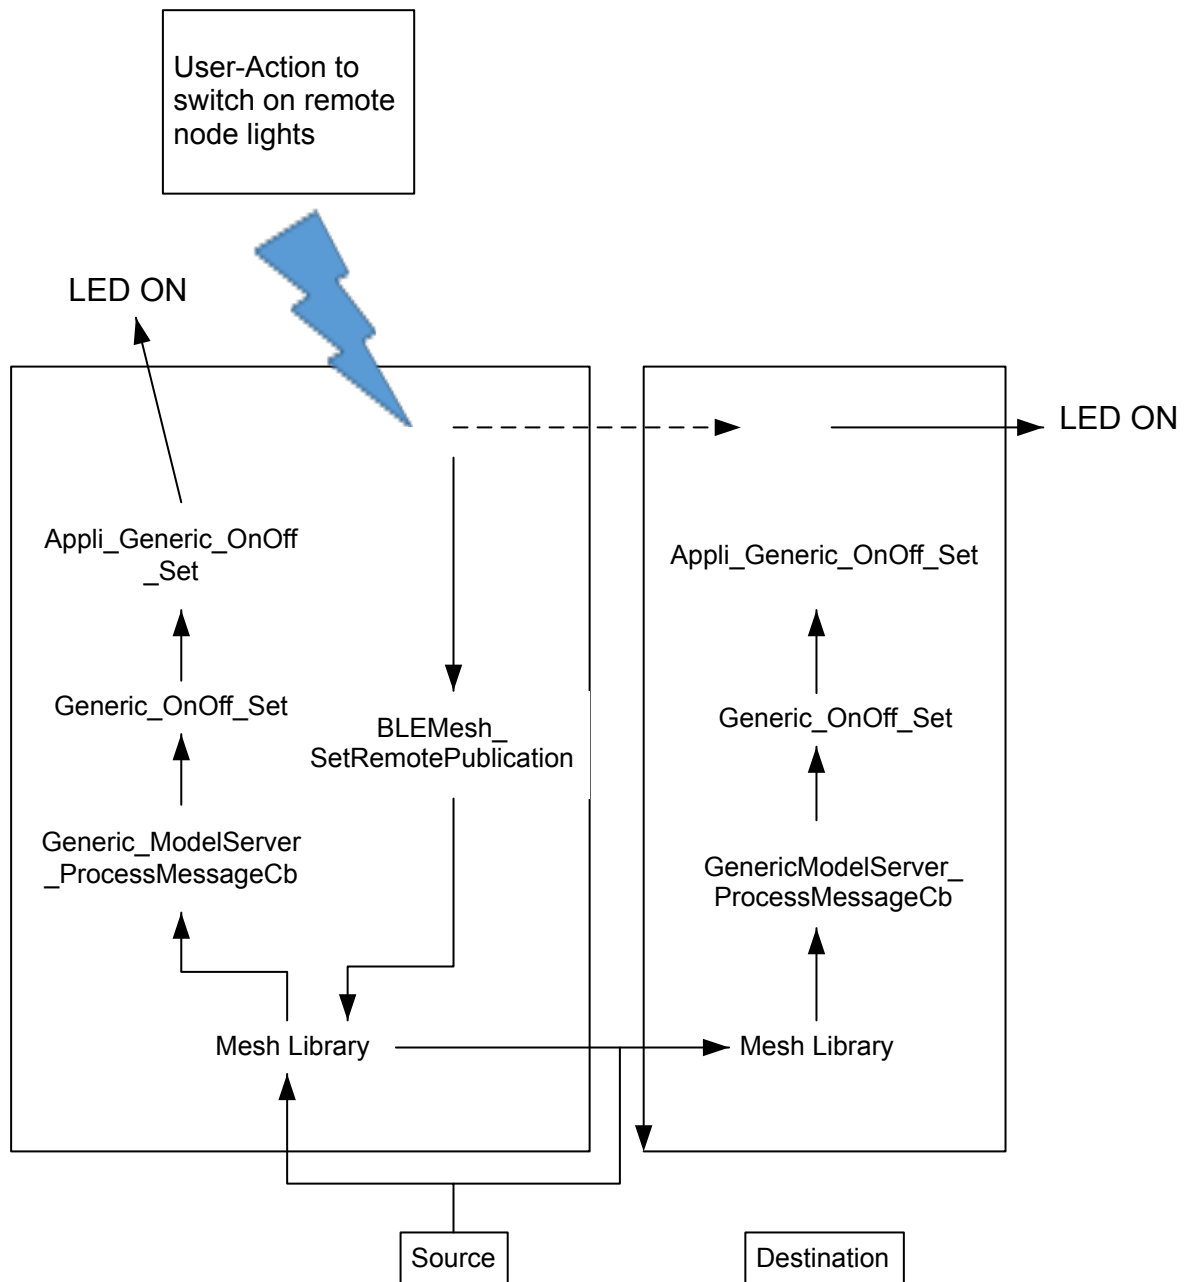 User-Action to
switch on remote
node lights
LED ON
LED ON
Appli_Generic_OnOff
_Set
Generic_OnOff_Set
Generic_ModelServer
_ProcessMessageCb
BLEMesh_
SetRemotePublication
Mesh Library
Appli_Generic_OnOff_Set
Generic_OnOff_Set
GenericModelServer_
ProcessMessageCb
Mesh Library
Source
Destination